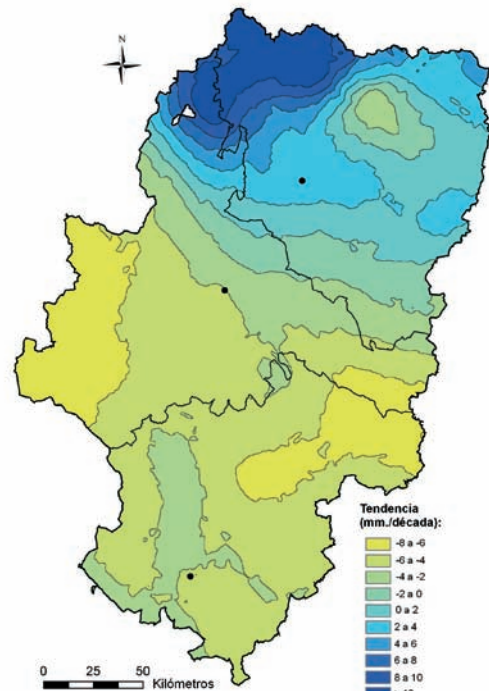 N
Tendencia
(mm./década):
-8 a -6
-6 a -4
-4 a -2
-2 a 0
0 a 2
2 a 4
4 a 6
6 a 8
8 a 10
0 25 50
Kilómetros